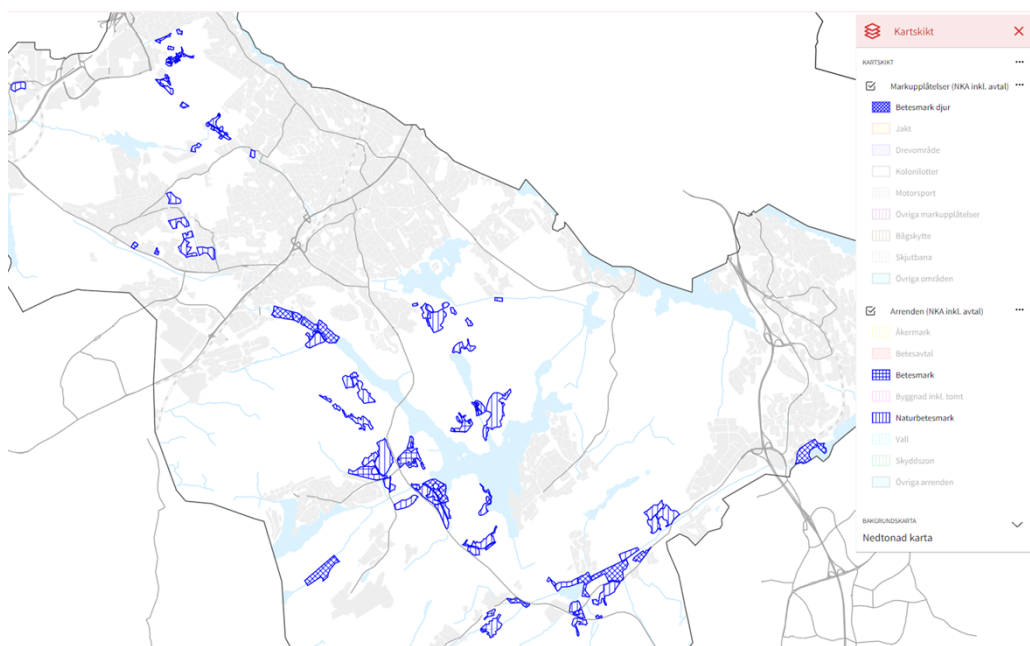 Kartskikt
KARTSKIKT
Markupplåtelser (NKA inkl. avtal)
Betesmark djur
Jakt
Drevområde
Kolonilotter
Motorsport
Övriga markupplåtelser
Bågskytte
Skjutbana
Övriga områden
Arrenden (NKA inkl. avtal)
Åkermark
Betesavtal
Betesmark
Byggnad inkl. tomt
Naturbetesmark
Vall
Skyddszon
Övriga arrenden
BAKGRUNDSKARTA
Nedtonad karta